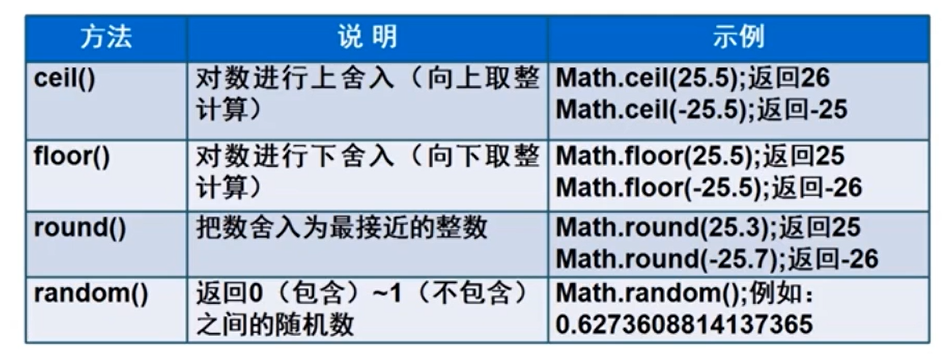 方法 说 明 示例
ceil() 对数进行上舍入（向上取整 Math.ceil(25.5);返回26
计算） Math.ceil(-25.5);返回-25
floor() 对数进行下舍入（向下取整 Math.floor(25.5);返回25
计算） Math.floor(-25.5);返回-26
round() 把数舍入为最接近的整数 Math.round(25.3);返回25
Math.round(-25.7);返回-26
random() 返回0（包含）~1（不包含） Math.random();例如：
之间的随机数 0.6273608814137365